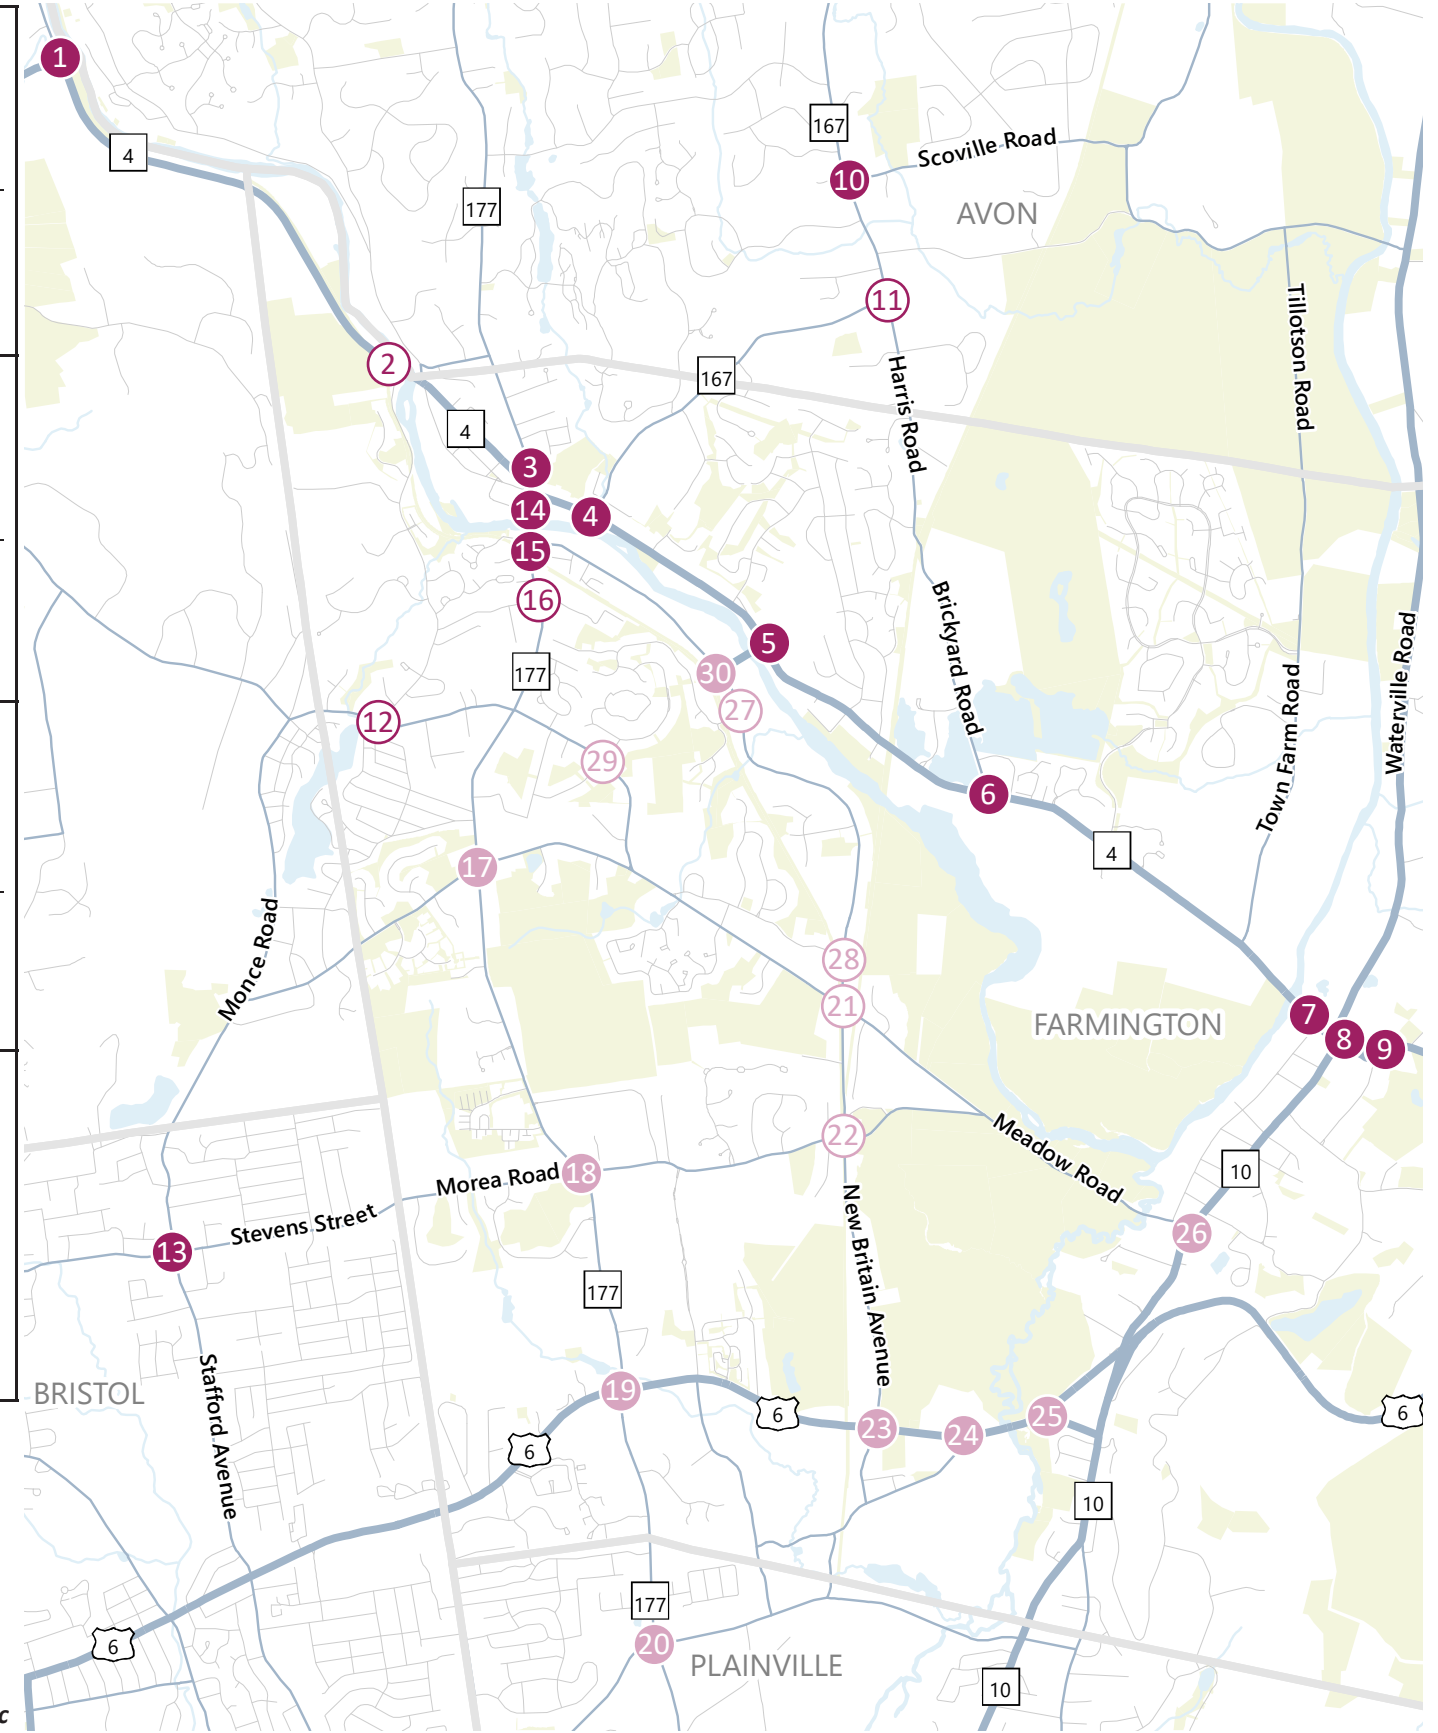 1
4
167
Scoville Road
10
177
AVON
11
Tillotson Road
2
167
Harris Road
4
3
14
4
15
16
Brickyard Road
5
Waterville Road
177
30
Town Farm Road
27
12
29
6
4
17
Monce Road
28
21
7
FARMINGTON
8
9
22
Meadow Road
10
Morea Road
18
Stevens Street
New Britain Avenue
26
13
177
Stafford Avenue
BRISTOL
19
6
25
6
23
24
6
10
177
6
20
PLAINVILLE
10
c